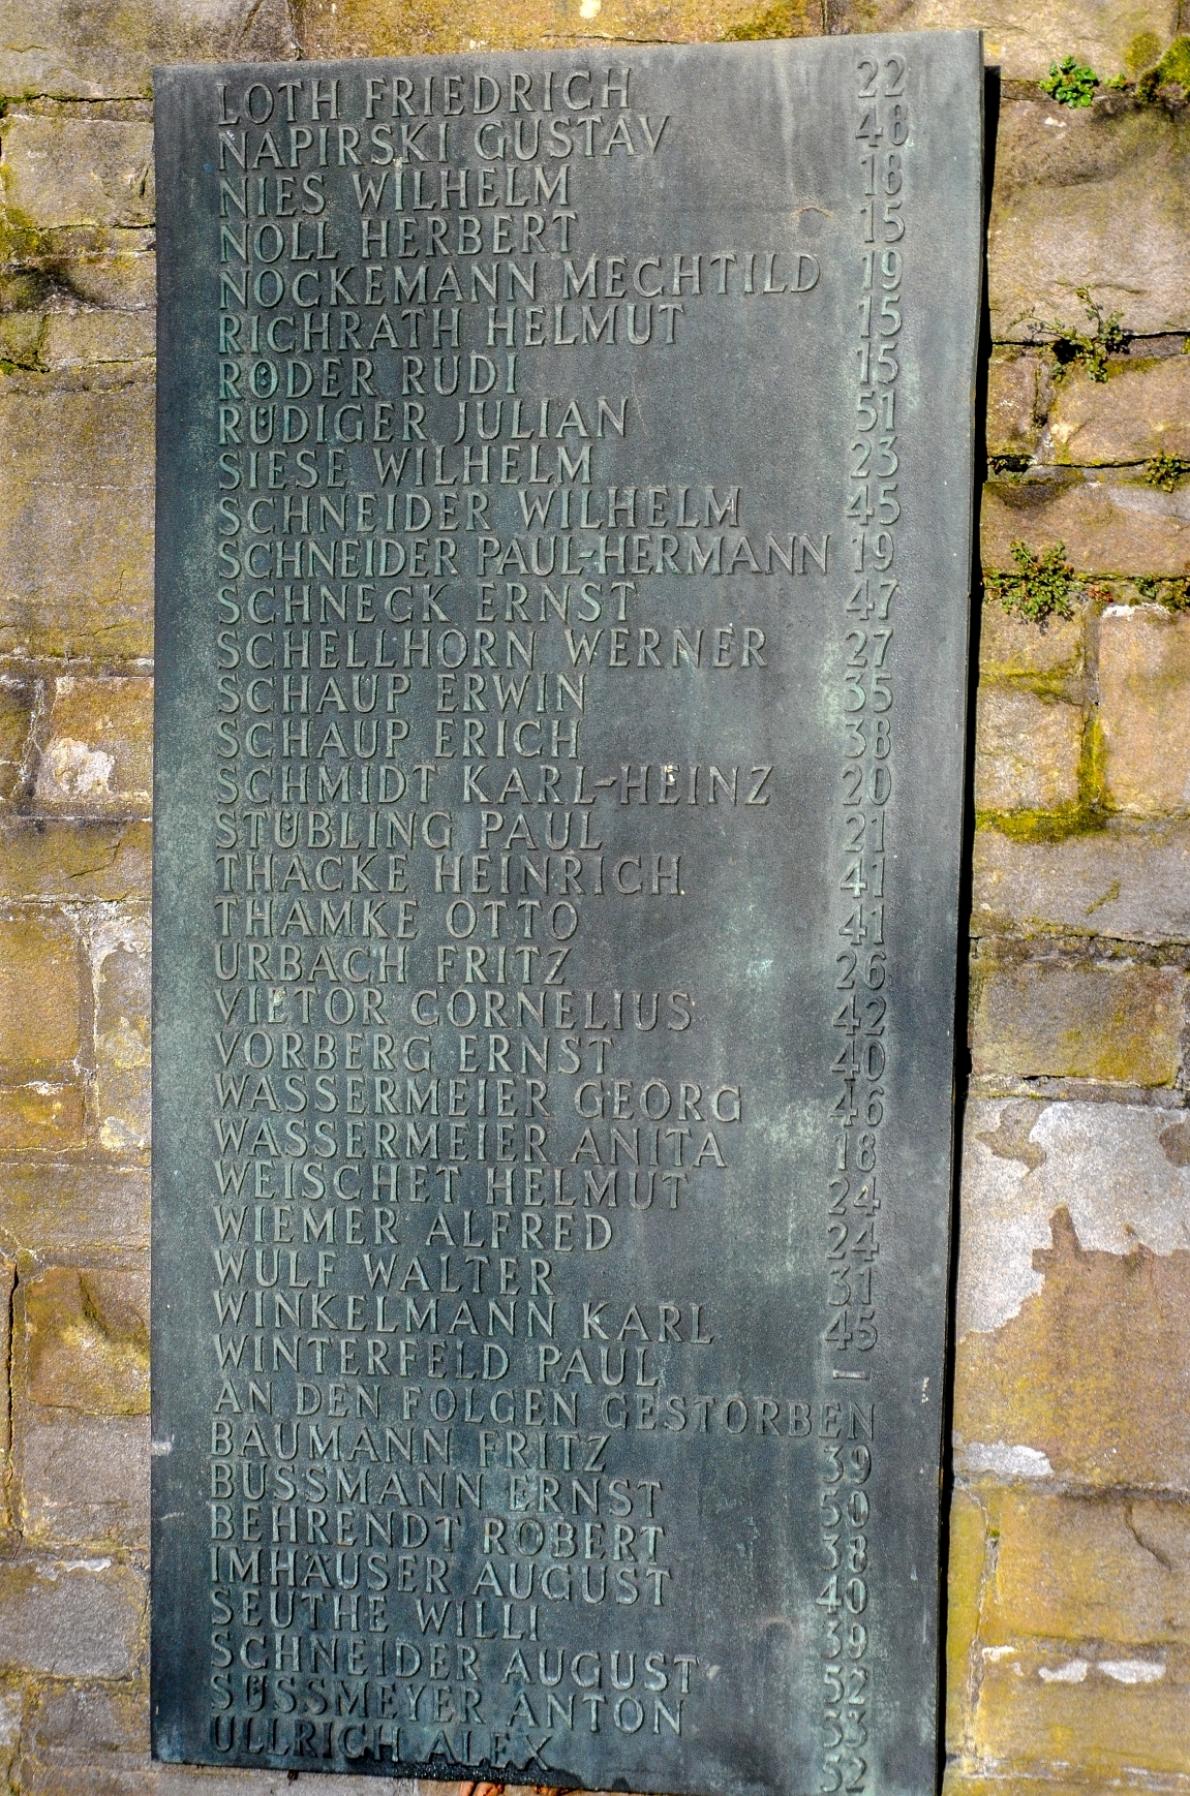 LOTH FRIEDRICH 22
NAPIRSKI GUSTAV 48
NIES WILHELM 18
NOLL HERBERT 15
NOCKEMANN MECHTILD 19
RICHRATH HELMUT 15
RÖDER RUDI 15
RÜDIGER JULIAN 51
SIESE WILHELM 23
SCHNEIDER WILHELM 45
SCHNEIDER PAUL-HERMANN 19
SCHNECK ERNST 47
SCHELLHORN WERNER 27
SCHAUP ERWIN 35
SCHAUP ERICH 38
SCHMIDT KARL-HEINZ 20
STÜBLING PAUL 21
THACKE HEINRICH 41
THAMKE OTTO 41
URBACH FRITZ 26
VIETOR CORNELIUS 42
VORBERG ERNST 40
WASSERMEIER GEORG 46
WASSERMEIER ANITA 18
WEISCHET HELMUT 24
WIEMER ALFRED 24
WULF WALTER 31
WINKELMANN KARL 45
WINTERFELD PAUL –
AN DEN FOLGEN GESTORBEN
BAUMANN FRITZ 39
BUSSMANN ERNST 50
BEHRENDT ROBERT 38
IMHÄUSER AUGUST 40
SEUTHE WILLI 39
SCHNEIDER AUGUST 52
SÜSSMEYER ANTON 53
ULLRICH ALEX 52